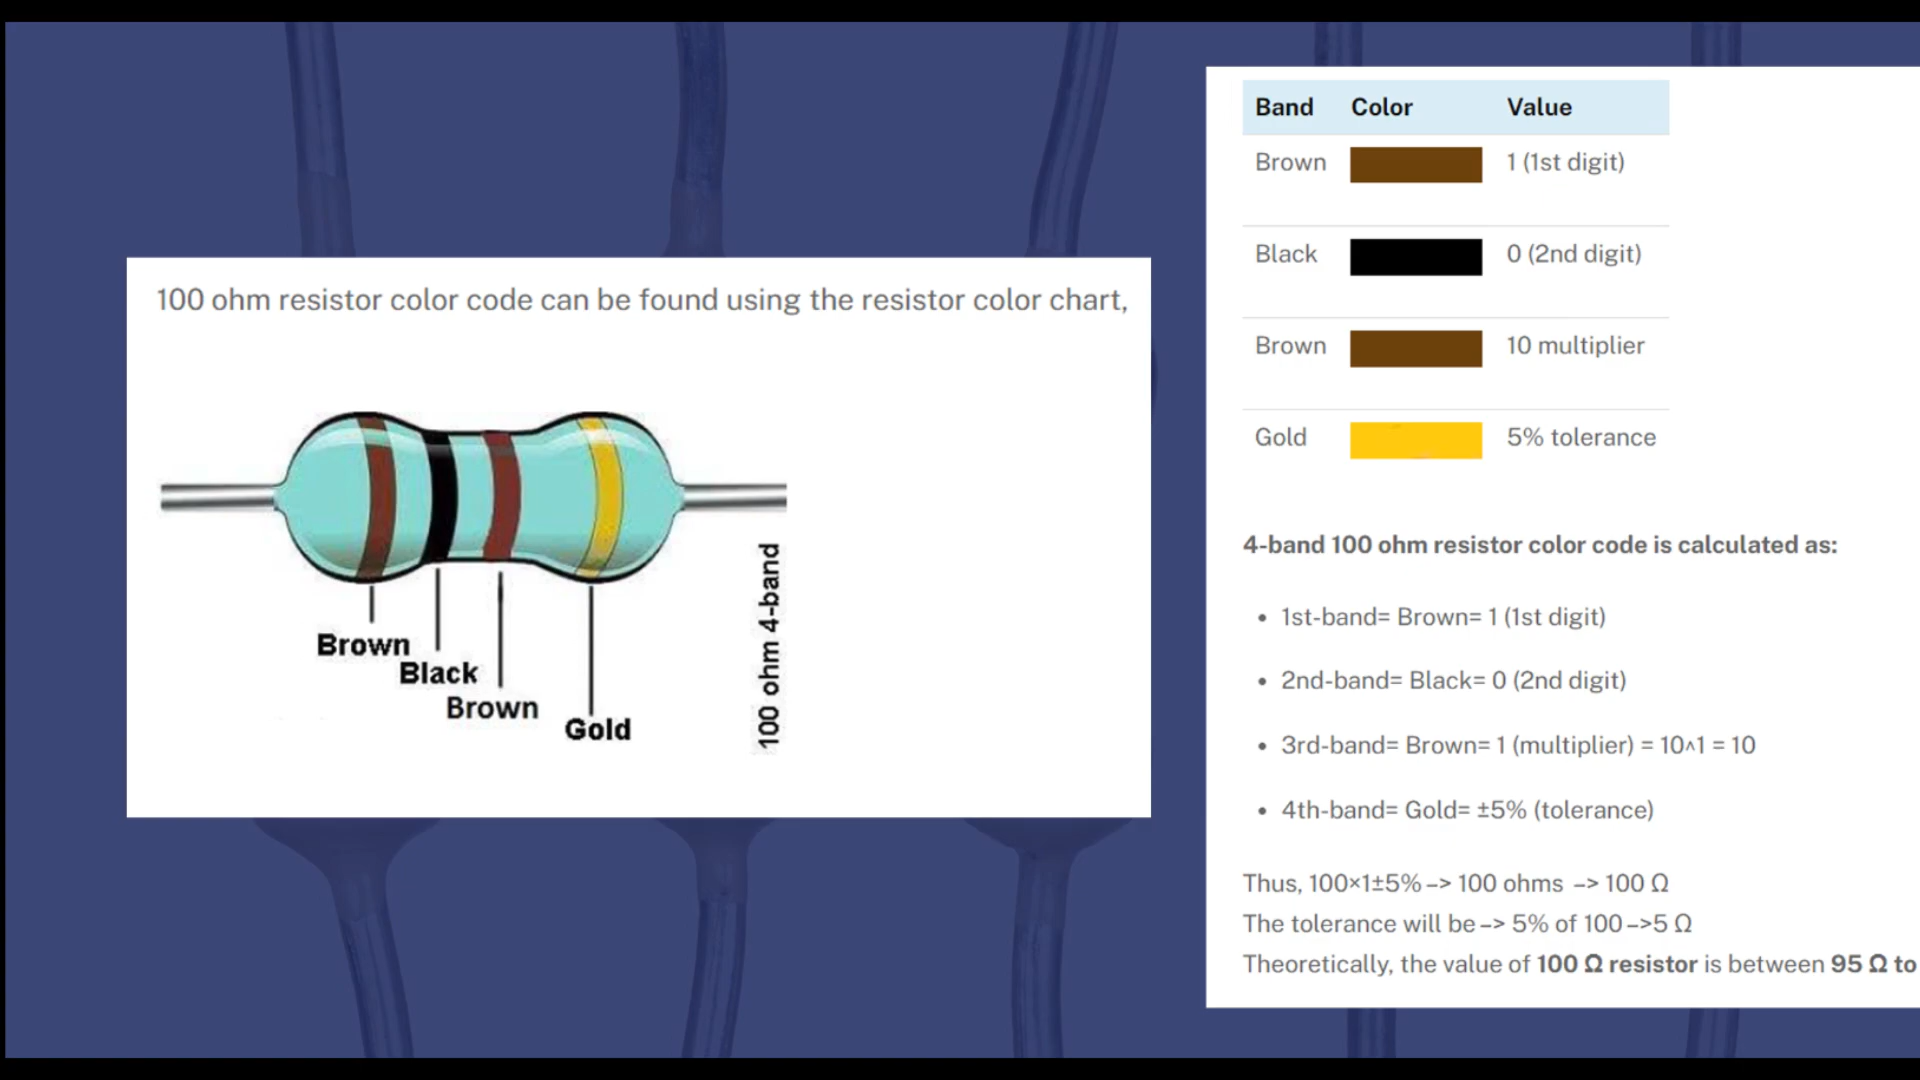 100 ohm resistor color code can be found using the resistor color chart,
Brown
Black
Brown
Gold
100 ohm 4-band
Band Color Value
Brown 1 (1st digit)
Black 0 (2nd digit)
Brown 10 multiplier
Gold 5% tolerance
4-band 100 ohm resistor color code is calculated as:
• 1st-band= Brown= 1 (1st digit)
• 2nd-band= Black= 0 (2nd digit)
• 3rd-band= Brown= 1 (multiplier) = 10^1 = 10
• 4th-band= Gold= ±5% (tolerance)
Thus, 100×1±5% –> 100 ohms –> 100 Ω
The tolerance will be –> 5% of 100 –>5 Ω
Theoretically, the value of 100 Ω resistor is between 95 Ω to